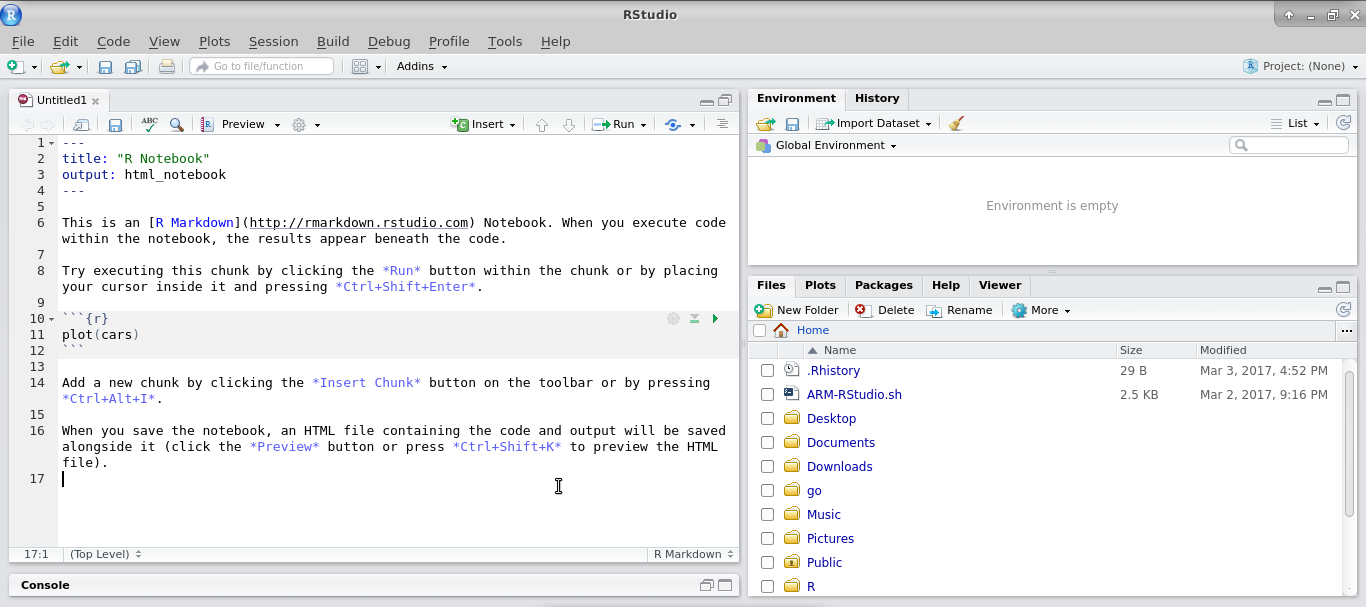 RStudio
File Edit Code View Plots Session Build Debug Profile Tools Help
Go to file/function Addins Project: (None)
Untitled1
ABC Preview Insert Run
1 ---
2 title: "R Notebook"
3 output: html_notebook
4 ---
5
6 This is an [R Markdown](http://rmarkdown.rstudio.com) Notebook. When you execute code
within the notebook, the results appear beneath the code.
7
8 Try executing this chunk by clicking the *Run* button within the chunk or by placing
your cursor inside it and pressing *Ctrl+Shift+Enter*.
9
10 ```{r}
11 plot(cars)
12 ```
13
14 Add a new chunk by clicking the *Insert Chunk* button on the toolbar or by pressing
*Ctrl+Alt+I*.
15
16 When you save the notebook, an HTML file containing the code and output will be saved
alongside it (click the *Preview* button or press *Ctrl+Shift+K* to preview the HTML
file).
17
17:1 (Top Level) R Markdown
Console
Environment History
Import Dataset List
Global Environment
Environment is empty
Files Plots Packages Help Viewer
New Folder Delete Rename More
Home ...
Name Size Modified
.Rhistory 29 B Mar 3, 2017, 4:52 PM
ARM-RStudio.sh 2.5 KB Mar 2, 2017, 9:16 PM
Desktop
Documents
Downloads
go
Music
Pictures
Public
R